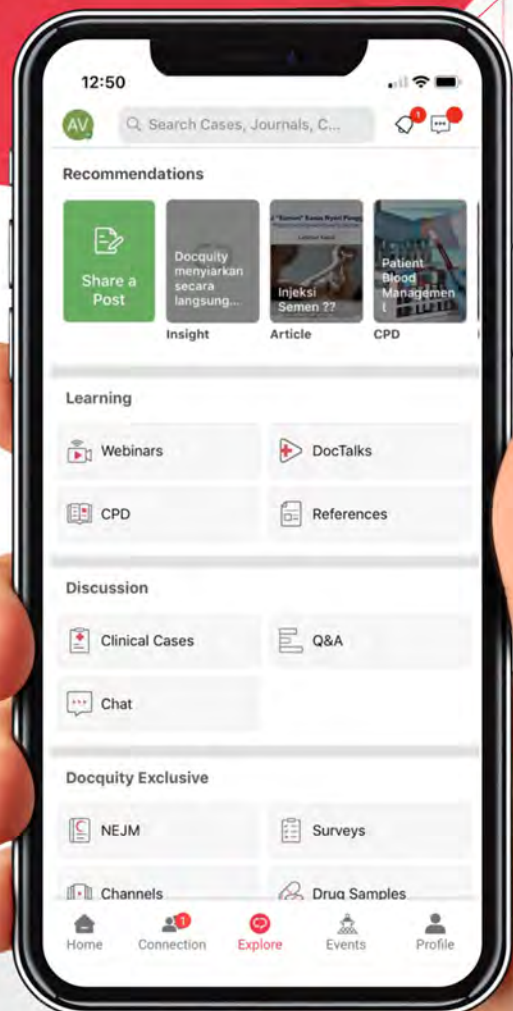 12:50
AV
Search Cases, Journals, C...
1
Recommendations
Share a
Post
Docquity
menyiarkan
secara
langsung...
Insight
Injeksi
Semen ??
Article
Patient
Blood
Managemen
t
CPD
Learning
Webinars
DocTalks
CPD
References
Discussion
Clinical Cases
Q&A
Chat
Docquity Exclusive
NEJM
Surveys
Channels
Drug Samples
1
Home
Connection
Explore
Events
Profile